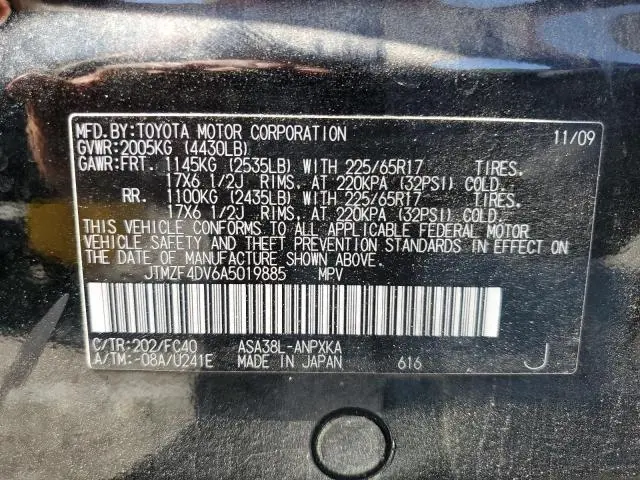 MFD.BY:TOYOTA MOTOR CORPORATION 11/09
GVWR:2005KG (4430LB)
GAWR:FRT. 1145KG (2535LB) WITH 225/65R17 TIRES.
17X6 1/2J RIMS. AT 220KPA (32PSI) COLD.
RR. 1100KG (2435LB) WITH 225/65R17 TIRES.
17X6 1/2J RIMS. AT 220KPA (32PSI) COLD.
THIS VEHICLE CONFORMS TO ALL APPLICABLE FEDERAL MOTOR
VEHICLE SAFETY AND THEFT PREVENTION STANDARDS IN EFFECT ON
THE DATE OF MANUFACTURE SHOWN ABOVE.
JTMZF4DV6A5019885 MPV
C/TR:202/FC40 ASA38L-ANPXKA
A/TM:-08A/U241E MADE IN JAPAN 616 J